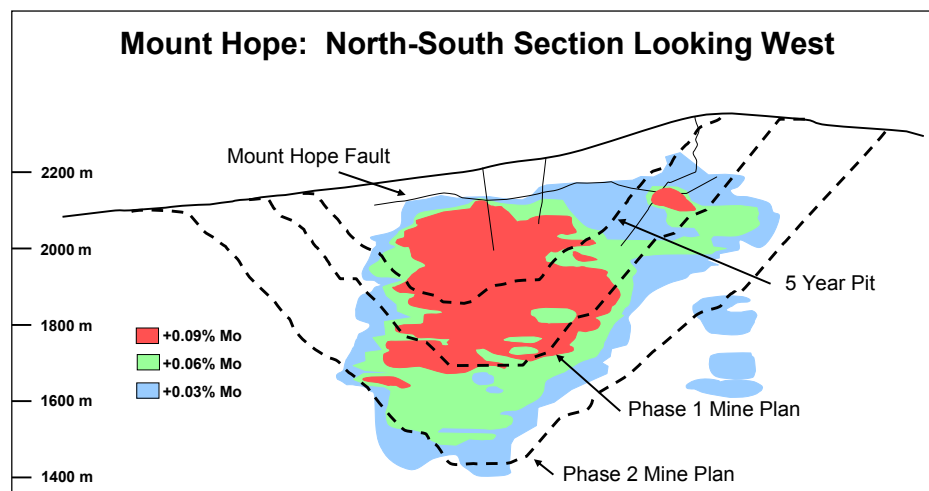 Mount Hope: North-South Section Looking West
Mount Hope Fault
2200 m
2000 m
5 Year Pit
1800 m
+0.09% Mo
+0.06% Mo
+0.03% Mo
1600 m
Phase 1 Mine Plan
Phase 2 Mine Plan
1400 m